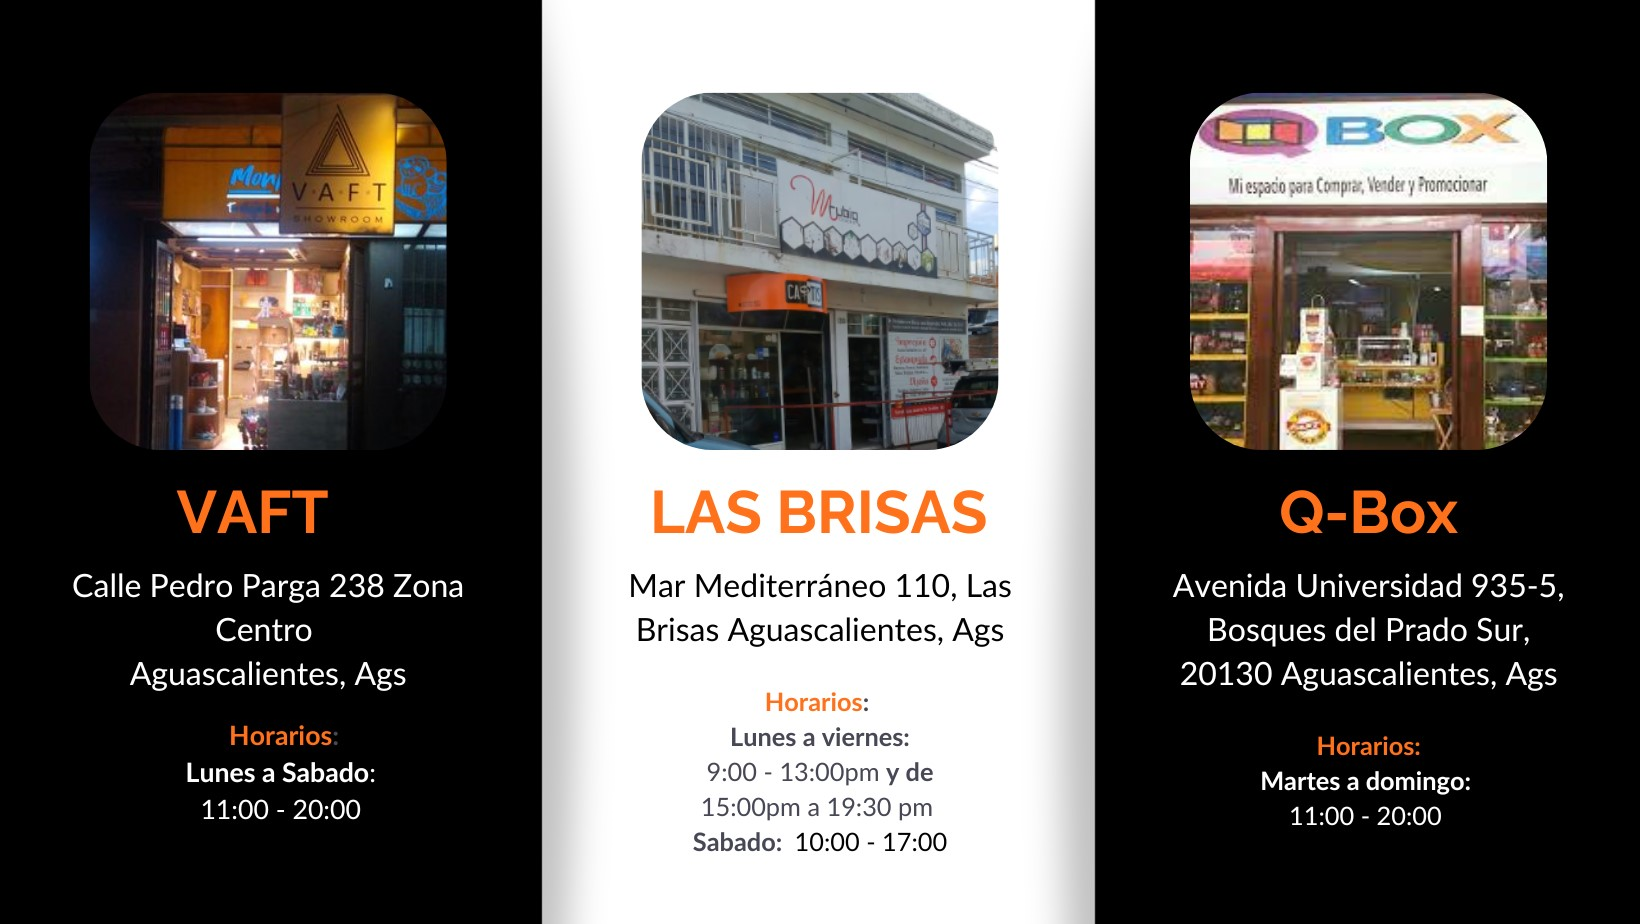 V·A·F·T
SHOWROOM
VAFT
Calle Pedro Parga 238 Zona
Centro
Aguascalientes, Ags
Horarios:
Lunes a Sabado:
11:00 - 20:00
LAS BRISAS
Mar Mediterráneo 110, Las
Brisas Aguascalientes, Ags
Horarios:
Lunes a viernes:
9:00 - 13:00pm y de
15:00pm a 19:30 pm
Sabado: 10:00 - 17:00
Q BOX
Mi espacio para Comprar, Vender y Promocionar
Q-Box
Avenida Universidad 935-5,
Bosques del Prado Sur,
20130 Aguascalientes, Ags
Horarios:
Martes a domingo:
11:00 - 20:00